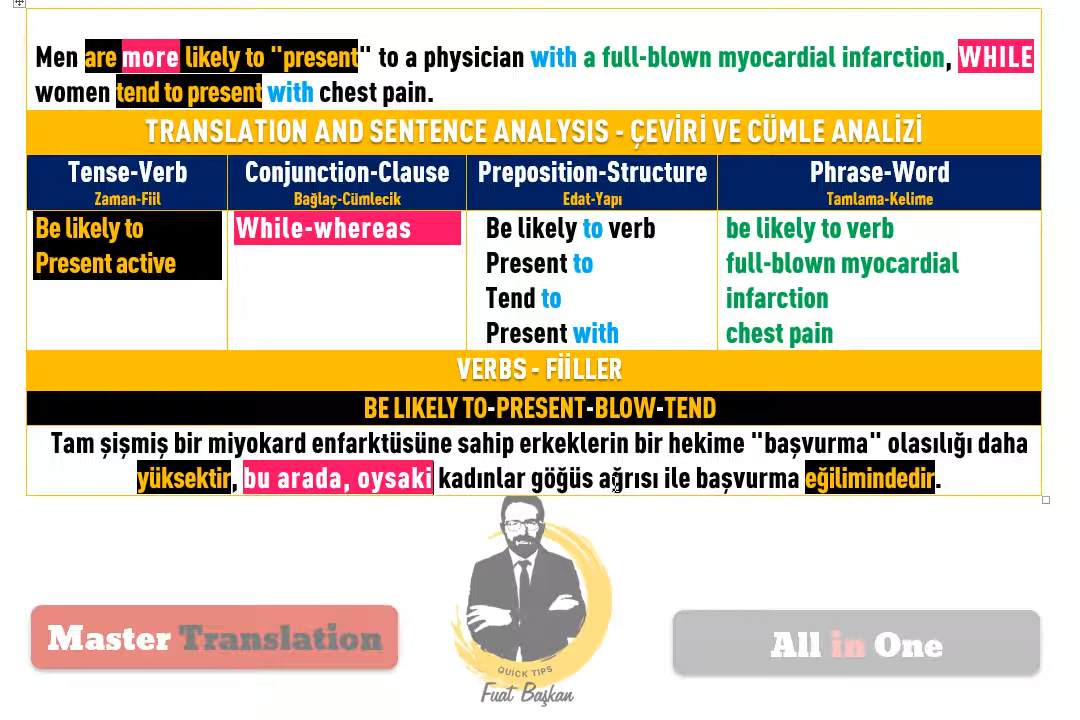 Men are more likely to "present" to a physician with a full-blown myocardial infarction, WHILE
women tend to present with chest pain.
TRANSLATION AND SENTENCE ANALYSIS - ÇEVİRİ VE CÜMLE ANALİZİ
Tense-Verb
Zaman-Fiil
Conjunction-Clause
Bağlaç-Cümlecik
Preposition-Structure
Edat-Yapı
Phrase-Word
Tamlama-Kelime
Be likely to
Present active
While-whereas
Be likely to verb
Present to
Tend to
Present with
be likely to verb
full-blown myocardial
infarction
chest pain
VERBS - FİİLLER
BE LIKELY TO-PRESENT-BLOW-TEND
Tam şişmiş bir miyokard enfarktüsüne sahip erkeklerin bir hekime "başvurma" olasılığı daha
yüksektir, bu arada, oysaki kadınlar göğüs ağrısı ile başvurma eğilimindedir.
Master Translation
QUICK TIPS
Fuat Başkan
All in One